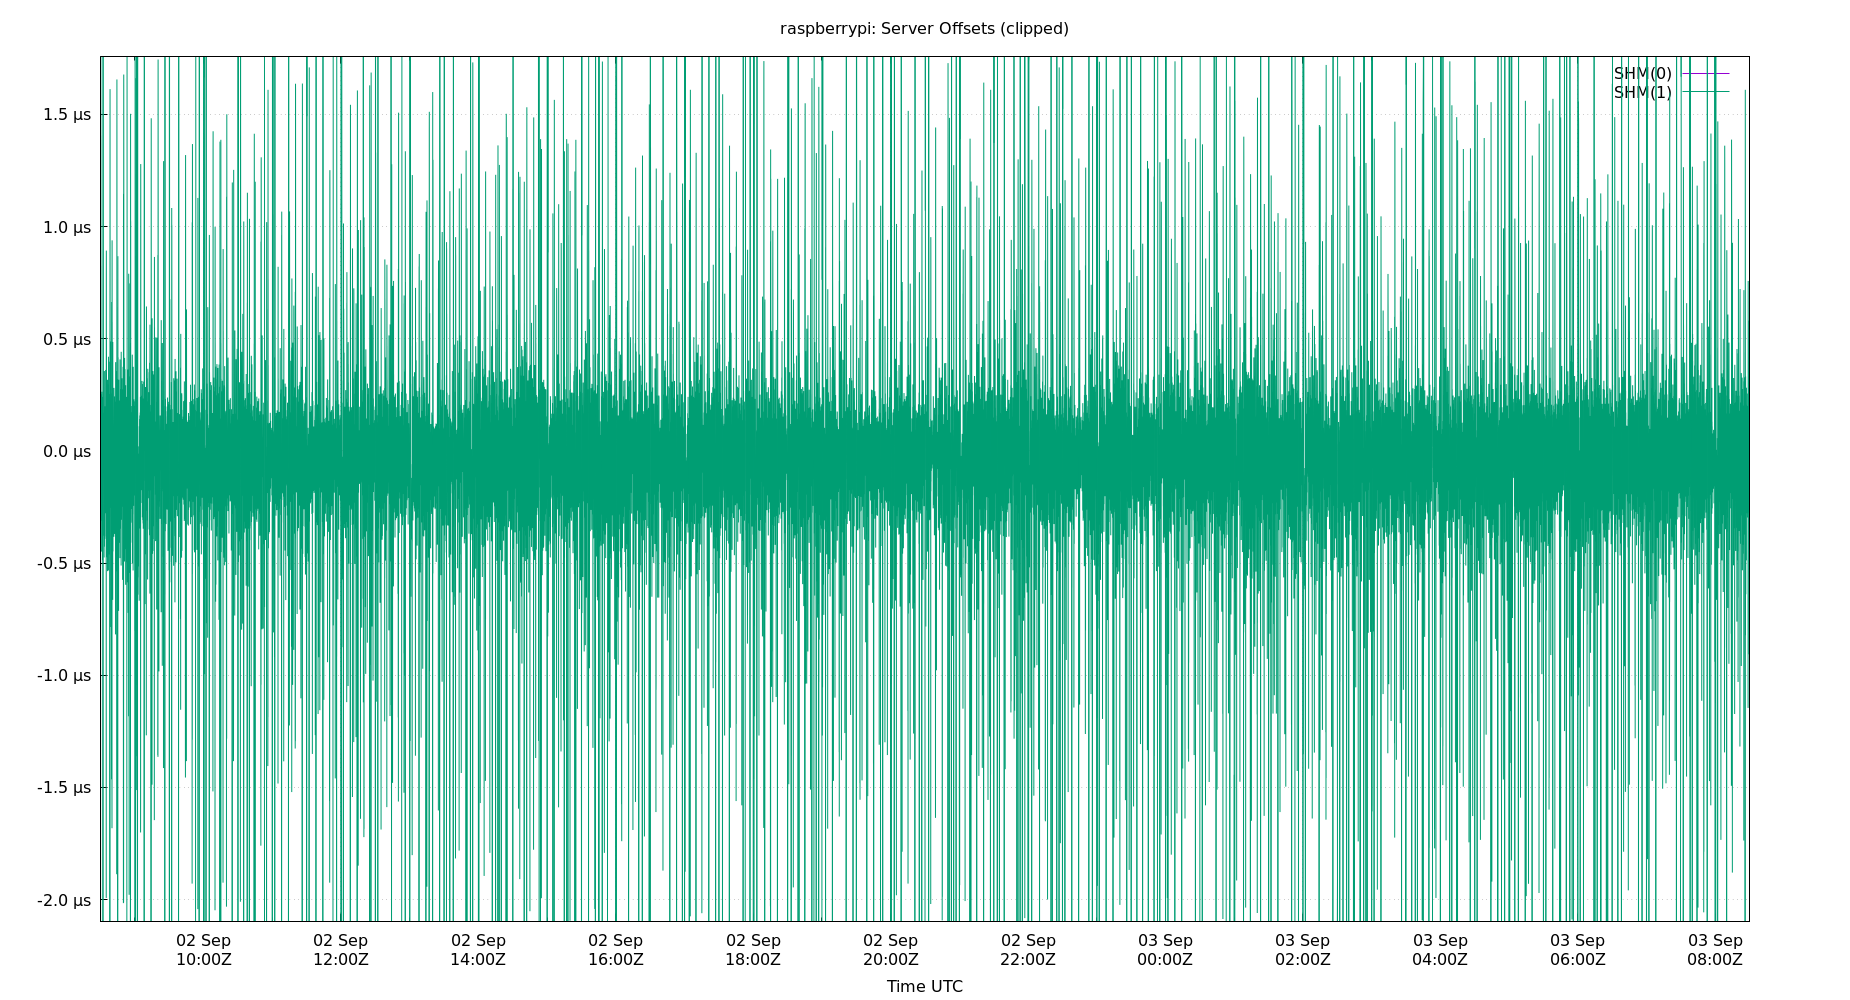 raspberrypi: Server Offsets (clipped)
SHM(0)
SHM(1)
1.5 µs
1.0 µs
0.5 µs
0.0 µs
-0.5 µs
-1.0 µs
-1.5 µs
-2.0 µs
02 Sep 02 Sep 02 Sep 02 Sep 02 Sep 02 Sep 02 Sep 03 Sep 03 Sep 03 Sep 03 Sep 03 Sep
10:00Z 12:00Z 14:00Z 16:00Z 18:00Z 20:00Z 22:00Z 00:00Z 02:00Z 04:00Z 06:00Z 08:00Z
Time UTC